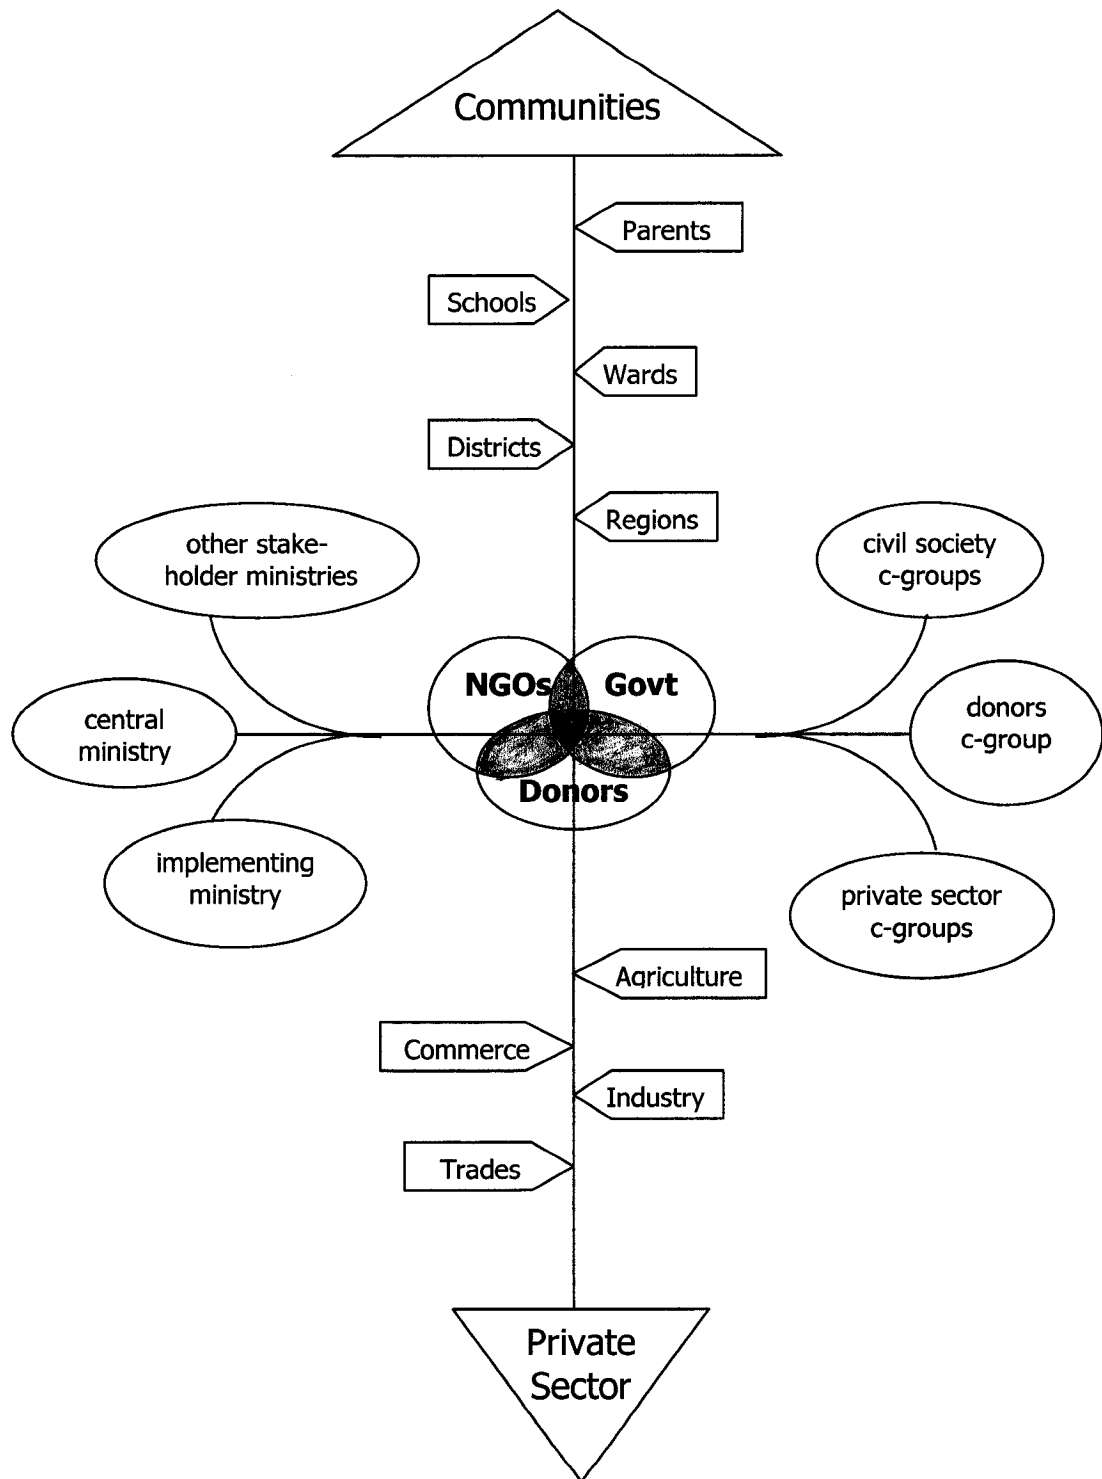 Communities
Parents
Schools
Wards
Districts
Regions
other stake-
holder ministries
civil society
c-groups
NGOs
Govt
central
ministry
donors
c-group
Donors
implementing
ministry
private sector
c-groups
Agriculture
Commerce
Industry
Trades
Private
Sector